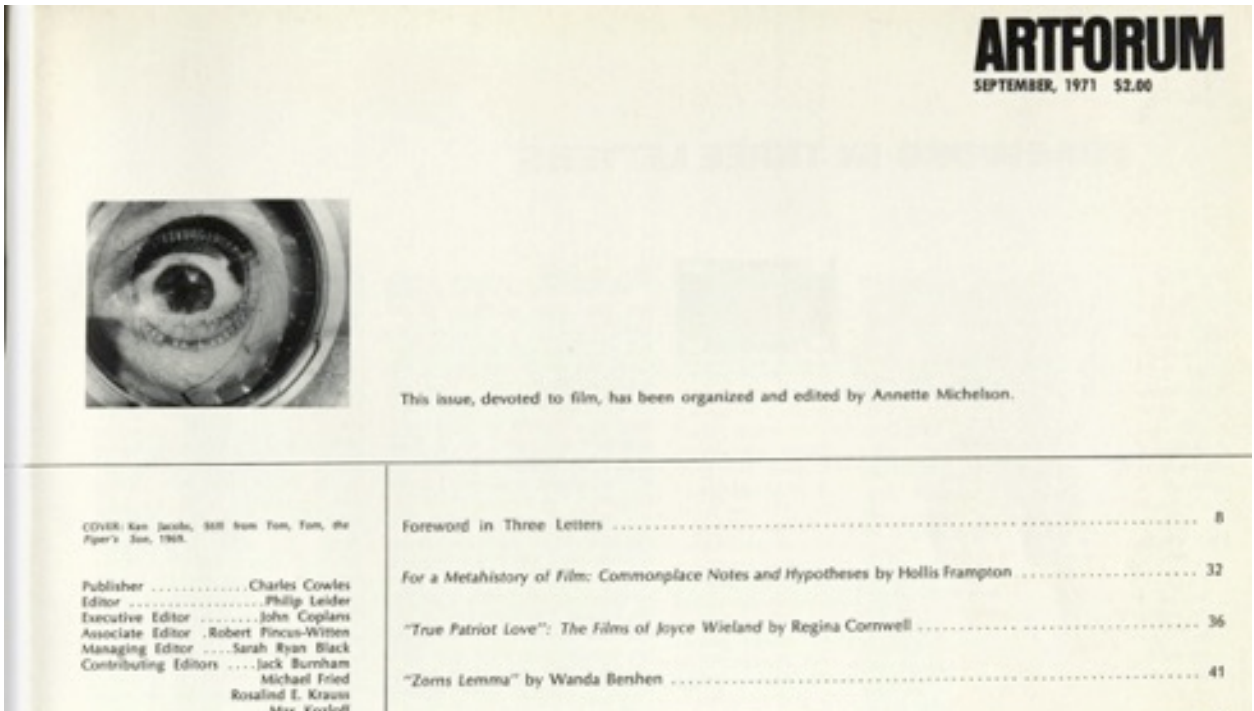 ARTFORUM
SEPTEMBER, 1971 $2.00
This issue, devoted to film, has been organized and edited by Annette Michelson.
COVER: Ken Jacobs, Still from Tom, Tom, the
Piper's Son, 1969.
Publisher .............Charles Cowles
Editor ...................Philip Leider
Executive Editor ........John Coplans
Associate Editor .Robert Pincus-Witten
Managing Editor ....Sarah Ryan Black
Contributing Editors ....Jack Burnham
Michael Fried
Rosalind E. Krauss
Max Kozloff
Foreword in Three Letters ........ 8
For a Metahistory of Film: Commonplace Notes and Hypotheses by Hollis Frampton ........ 32
"True Patriot Love": The Films of Joyce Wieland by Regina Cornwell ........ 36
"Zorns Lemma" by Wanda Bershen ........ 41